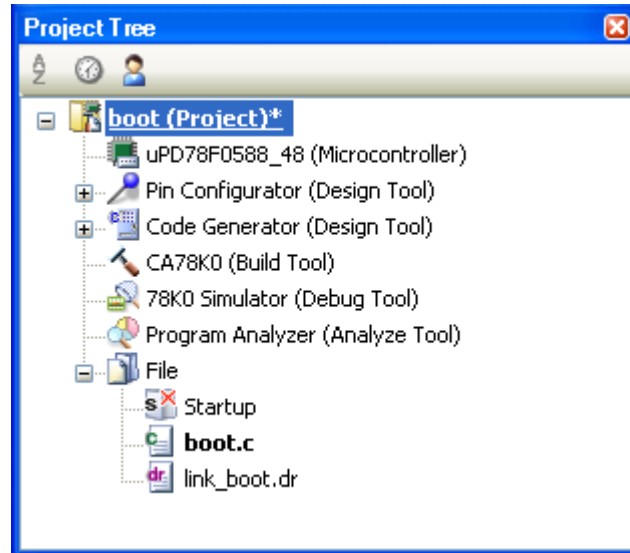 Project Tree
boot (Project)*
uPD78F0588_48 (Microcontroller)
Pin Configurator (Design Tool)
Code Generator (Design Tool)
CA78K0 (Build Tool)
78K0 Simulator (Debug Tool)
Program Analyzer (Analyze Tool)
File
Startup
boot.c
link_boot.dr